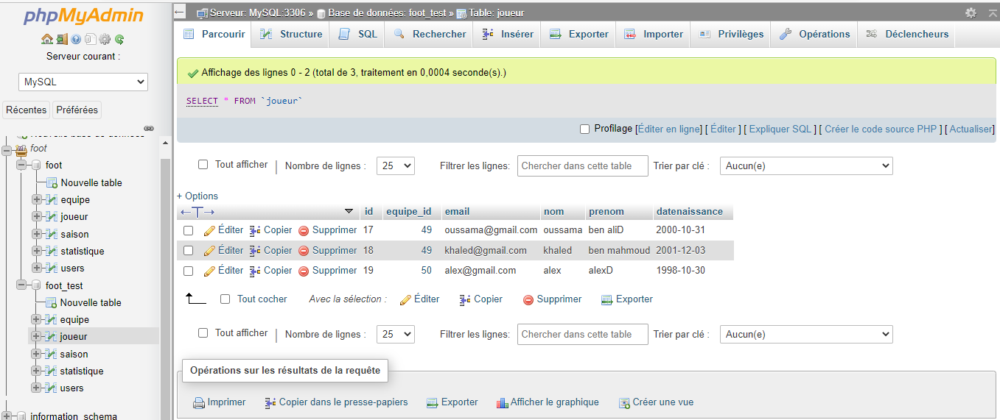 phpMyAdmin
Serveur courant :
MySQL
Récentes Préférées
Nouvelle base de données
foot
foot
Nouvelle table
equipe
joueur
saison
statistique
users
foot_test
Nouvelle table
equipe
joueur
saison
statistique
users
information_schema
Serveur: MySQL:3306 » Base de données: foot_test » Table: joueur
Parcourir Structure SQL Rechercher Insérer Exporter Importer Privilèges Opérations Déclencheurs
Affichage des lignes 0 - 2 (total de 3, traitement en 0,0004 seconde(s).)
SELECT * FROM `joueur`
Profilage [Éditer en ligne] [ Éditer ] [ Expliquer SQL ] [ Créer le code source PHP ] [ Actualiser]
Tout afficher Nombre de lignes : 25 Filtrer les lignes: Chercher dans cette table Trier par clé : Aucun(e)
+ Options
id equipe_id email nom prenom datenaissance
Éditer Copier Supprimer 17 49 oussama@gmail.com oussama ben aliD 2000-10-31
Éditer Copier Supprimer 18 49 khaled@gmail.com khaled ben mahmoud 2001-12-03
Éditer Copier Supprimer 19 50 alex@gmail.com alex alexD 1998-10-30
Tout cocher Avec la sélection : Éditer Copier Supprimer Exporter
Tout afficher Nombre de lignes : 25 Filtrer les lignes: Chercher dans cette table Trier par clé : Aucun(e)
Opérations sur les résultats de la requête
Imprimer Copier dans le presse-papiers Exporter Afficher le graphique Créer une vue